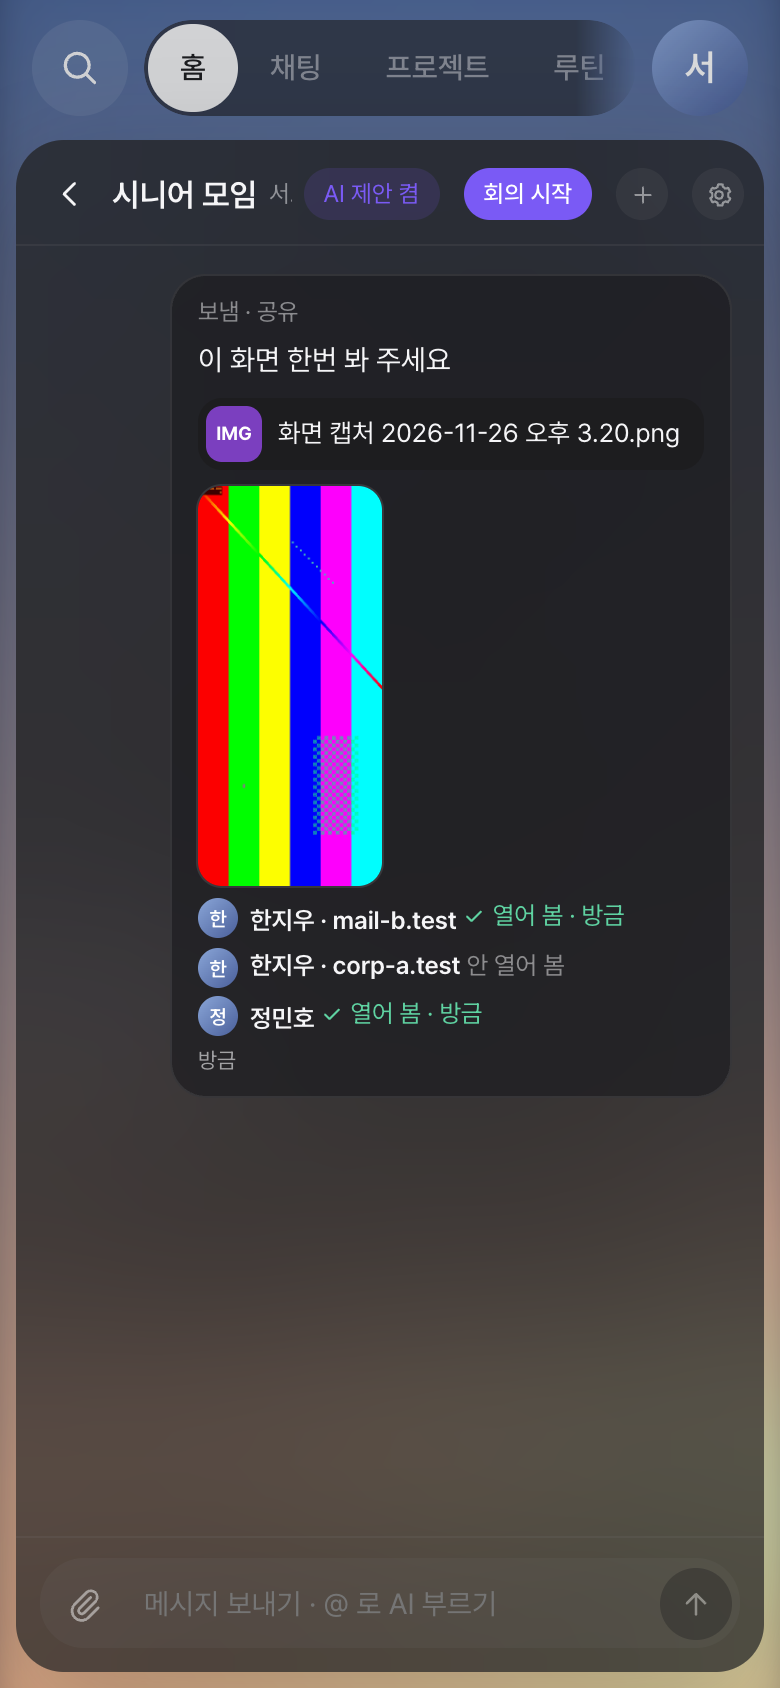 홈 채팅 프로젝트 루틴 서
시니어 모임 서. AI 제안 켬 회의 시작
보냄 · 공유
이 화면 한번 봐 주세요
IMG 화면 캡처 2026-11-26 오후 3.20.png
한 한지우 · mail-b.test ✓ 열어 봄 · 방금
한 한지우 · corp-a.test 안 열어 봄
정 정민호 ✓ 열어 봄 · 방금
방금
메시지 보내기 · @ 로 AI 부르기